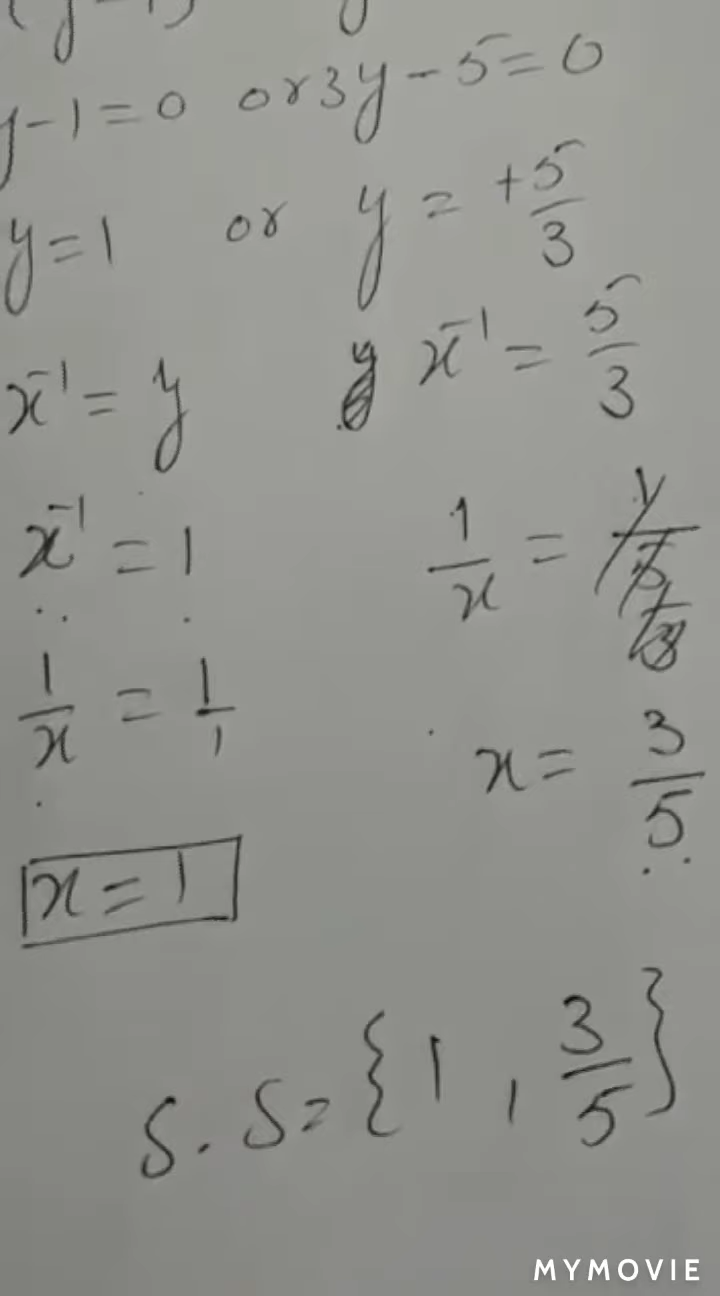 y-1=0 or 3y-5=0
y=1 or y=+5/3
x⁻¹=y x⁻¹=5/3
x⁻¹=1 1/x=
1/x=1/1 x=3/5
x=1
S.S={1,3/5}
MYMOVIE